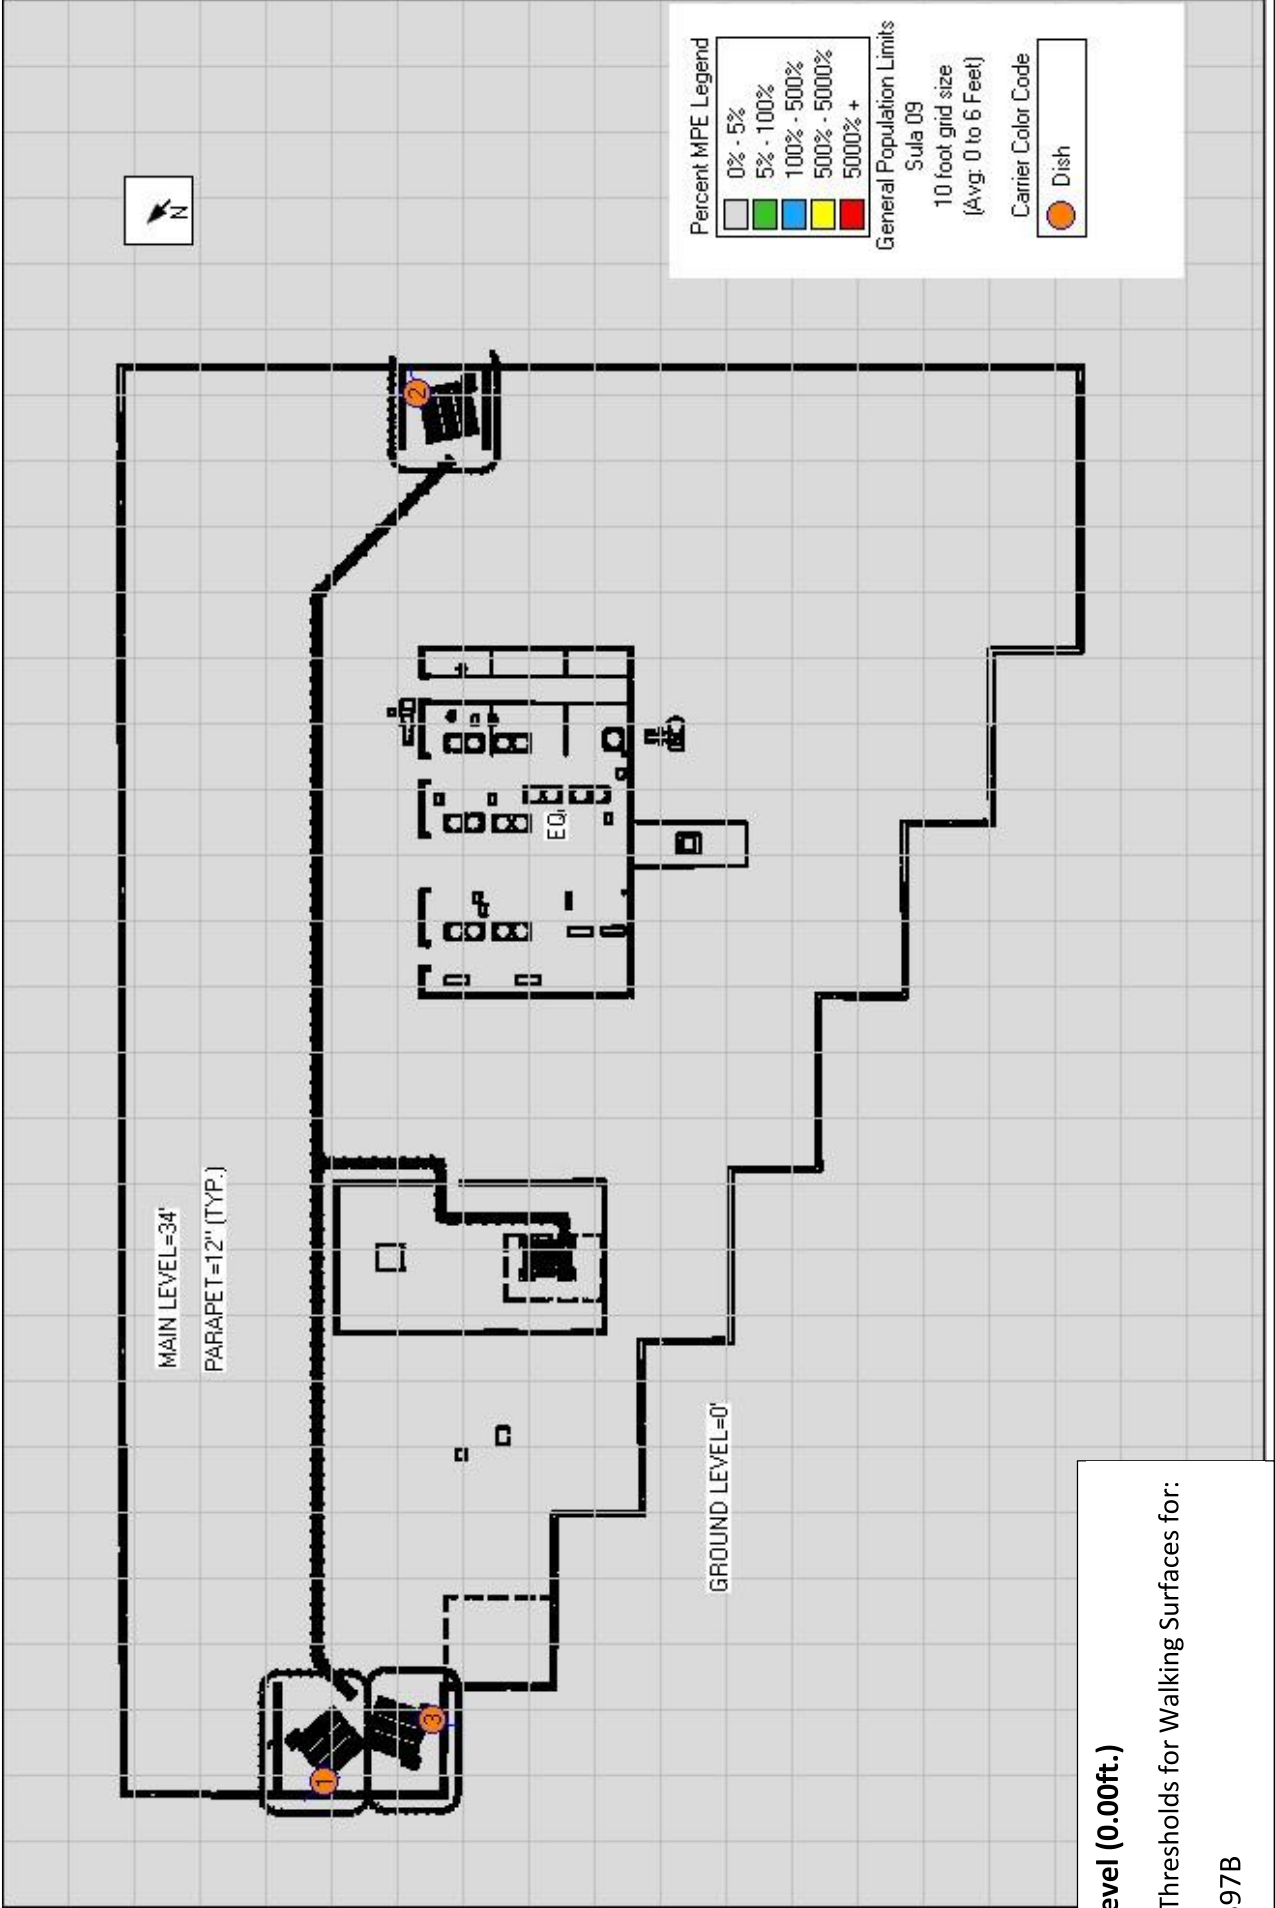 Percent MPE Legend
0% - 5%
5% - 100%
100% - 500%
500% - 5000%
5000% +
General Population Limits
Sula 09
10 foot grid size
(Avg: 0 to 6 Feet)
Carrier Color Code
Dish
N
2
EQ
MAIN LEVEL=34'
PARAPET=12" (TYP.)
GROUND LEVEL=0'
1
3
evel (0.00ft.)
Thresholds for Walking Surfaces for:
97B